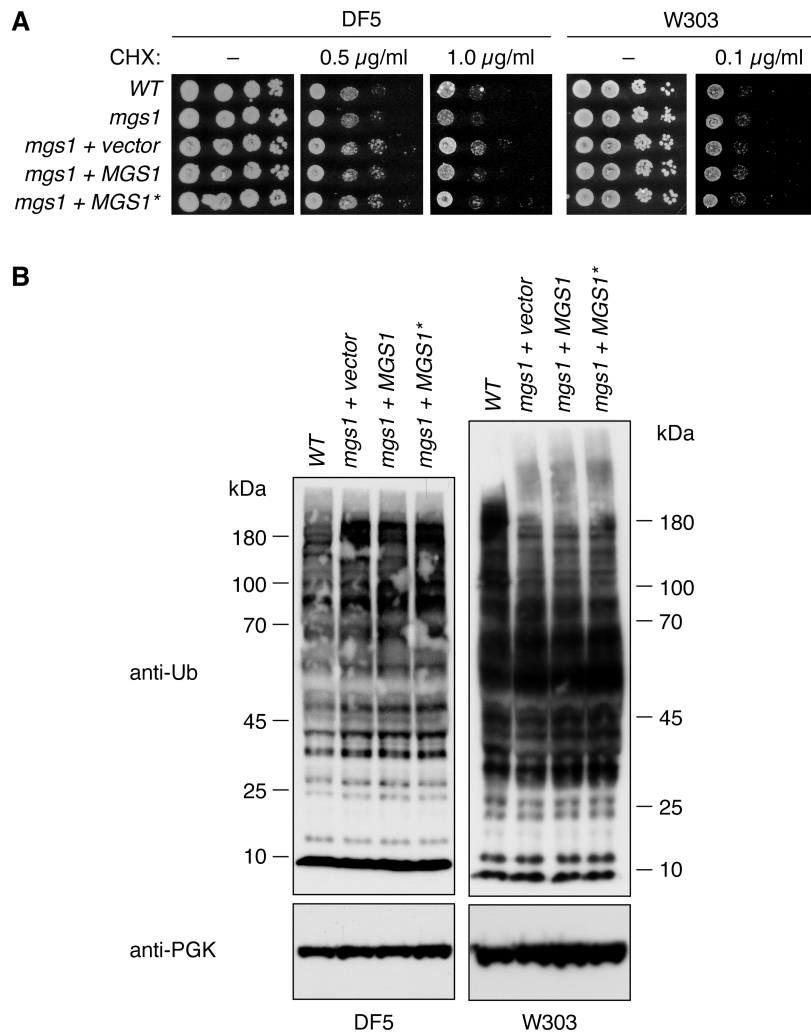 A
DF5 W303
CHX: – 0.5 µg/ml 1.0 µg/ml – 0.1 µg/ml
WT
mgs1
mgs1 + vector
mgs1 + MGS1
mgs1 + MGS1*
B
WT mgs1 + vector mgs1 + MGS1 mgs1 + MGS1* WT mgs1 + vector mgs1 + MGS1 mgs1 + MGS1*
kDa kDa
180 180
100 100
70 70
anti-Ub
45 45
25 25
10 10
anti-PGK
DF5 W303